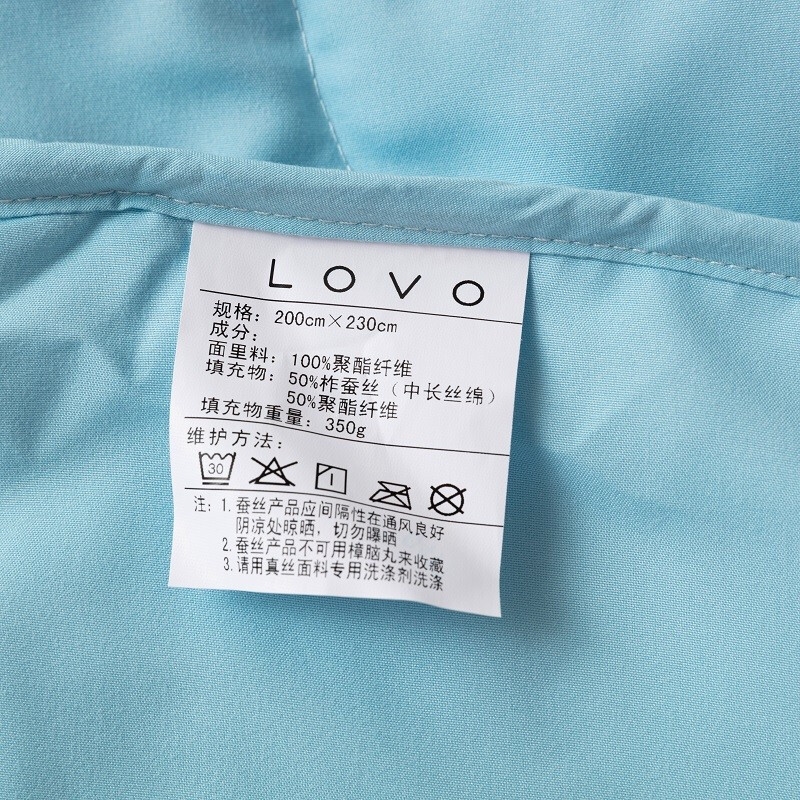 LOVO
规格：200cm×230cm
成分：
面里料：100%聚酯纤维
填充物：50%柞蚕丝（中长丝绵）
50%聚酯纤维
填充物重量：350g
维护方法：
30
注：1.蚕丝产品应间隔性在通风良好
阴凉处晾晒，切勿曝晒
2.蚕丝产品不可用樟脑丸来收藏
3.请用真丝面料专用洗涤剂洗涤